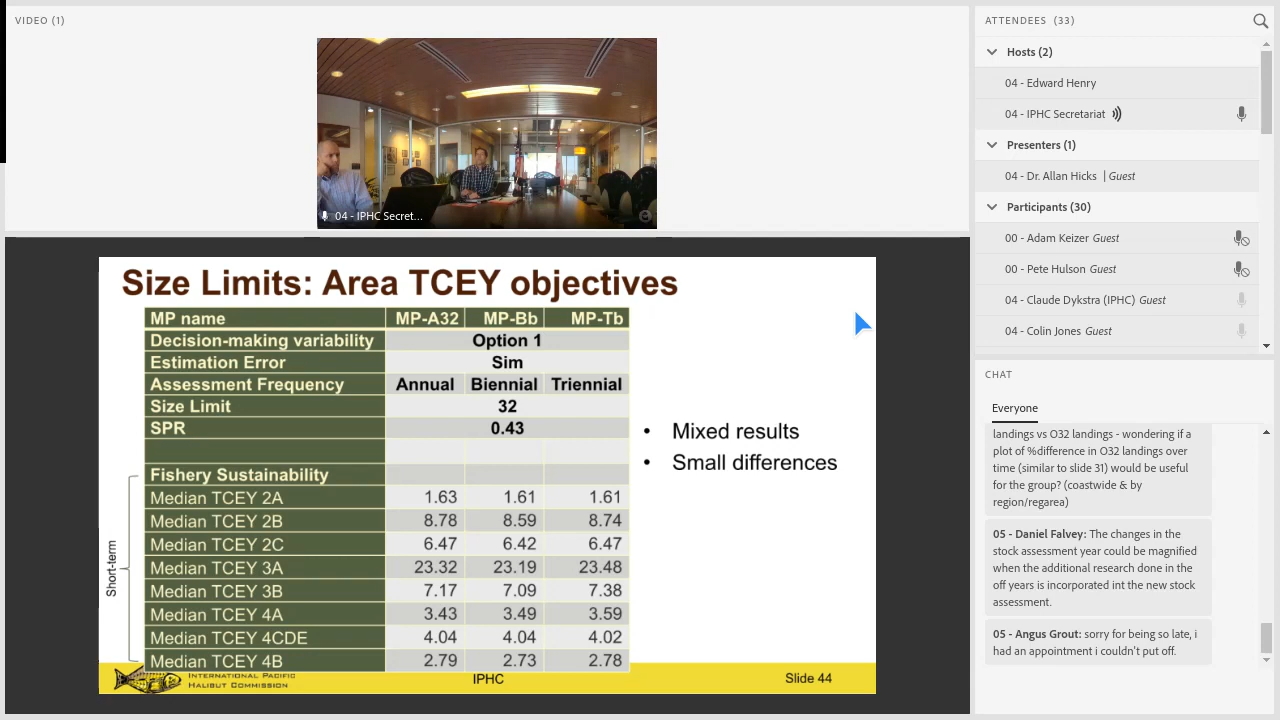 VIDEO (1)
04 - IPHC Secret...
Size Limits: Area TCEY objectives
MP name MP-A32 MP-Bb MP-Tb
Decision-making variability Option 1
Estimation Error Sim
Assessment Frequency Annual Biennial Triennial
Size Limit 32
SPR 0.43
Fishery Sustainability
Median TCEY 2A 1.63 1.61 1.61
Median TCEY 2B 8.78 8.59 8.74
Median TCEY 2C 6.47 6.42 6.47
Median TCEY 3A 23.32 23.19 23.48
Median TCEY 3B 7.17 7.09 7.38
Median TCEY 4A 3.43 3.49 3.59
Median TCEY 4CDE 4.04 4.04 4.02
Median TCEY 4B 2.79 2.73 2.78
Short-term
• Mixed results
• Small differences
INTERNATIONAL PACIFIC
HALIBUT COMMISSION
IPHC
Slide 44
ATTENDEES (33)
Hosts (2)
04 - Edward Henry
04 - IPHC Secretariat
Presenters (1)
04 - Dr. Allan Hicks | Guest
Participants (30)
00 - Adam Keizer Guest
00 - Pete Hulson Guest
04 - Claude Dykstra (IPHC) Guest
04 - Colin Jones Guest
CHAT
Everyone
landings vs O32 landings - wondering if a
plot of %difference in O32 landings over
time (similar to slide 31) would be useful
for the group? (coastwide & by
region/regarea)
05 - Daniel Falvey: The changes in the
stock assessment year could be magnified
when the additional research done in the
off years is incorporated int the new stock
assessment.
05 - Angus Grout: sorry for being so late, i
had an appointment i couldn't put off.